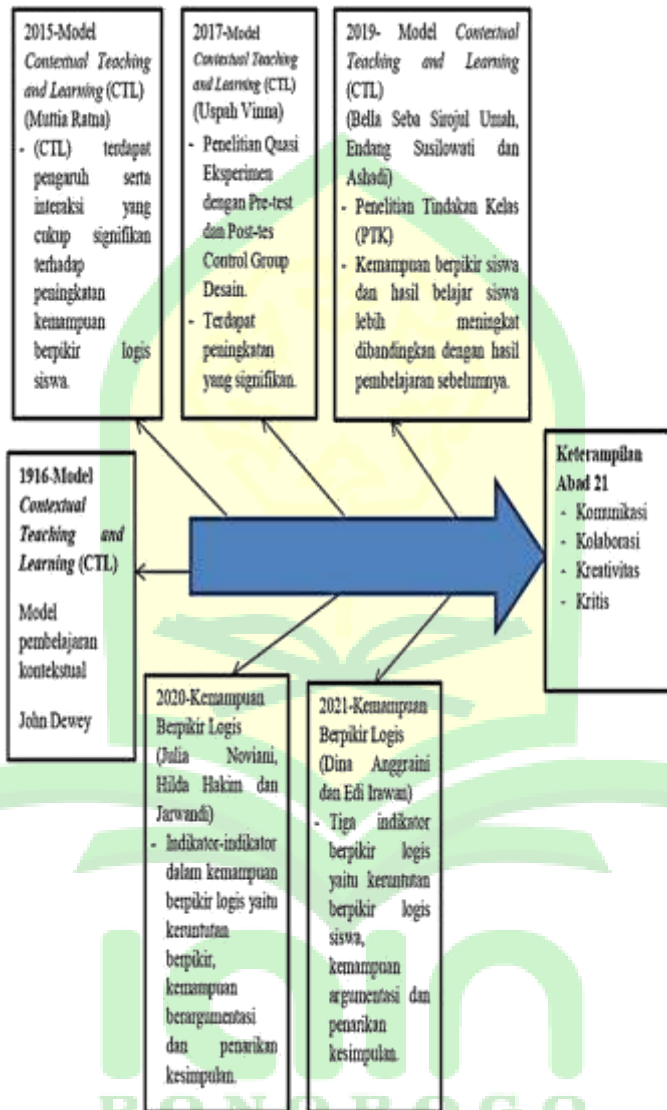 2015-Model
Contextual Teaching
and Learning (CTL)
(Muttia Ratna)
- (CTL) terdapat
pengaruh serta
interaksi yang
cukup signifikan
terhadap
peningkatan
kemampuan
berpikir logis
siswa.
2017-Model
Contextual Teaching
and Learning (CTL)
(Uspah Vinna)
- Penelitian Quasi
Eksperimen
dengan Pre-test
dan Post-tes
Control Group
Desain.
- Terdapat
peningkatan
yang signifikan.
2019- Model Contextual
Teaching and Learning
(CTL)
(Bella Seba Sirojul Umah,
Endang Susilowati dan
Ashadi)
- Penelitian Tindakan Kelas
(PTK)
- Kemampuan berpikir siswa
dan hasil belajar siswa
lebih meningkat
dibandingkan dengan hasil
pembelajaran sebelumnya.
1916-Model
Contextual
Teaching and
Learning (CTL)
Model
pembelajaran
kontekstual
John Dewey
Keterampilan
Abad 21
- Komunikasi
- Kolaborasi
- Kreativitas
- Kritis
2020-Kemampuan
Berpikir Logis
(Julia Noviani,
Hilda Hakim dan
Jarwandi)
- Indikator-indikator
dalam kemampuan
berpikir logis yaitu
keruntutan
berpikir,
kemampuan
berargumentasi
dan penarikan
kesimpulan.
2021-Kemampuan
Berpikir Logis
(Dina Anggraini
dan Edi Irawan)
- Tiga indikator
berpikir logis
yaitu keruntutan
berpikir logis
siswa,
kemampuan
argumentasi dan
penarikan
kesimpulan.
iain
PONOROGO